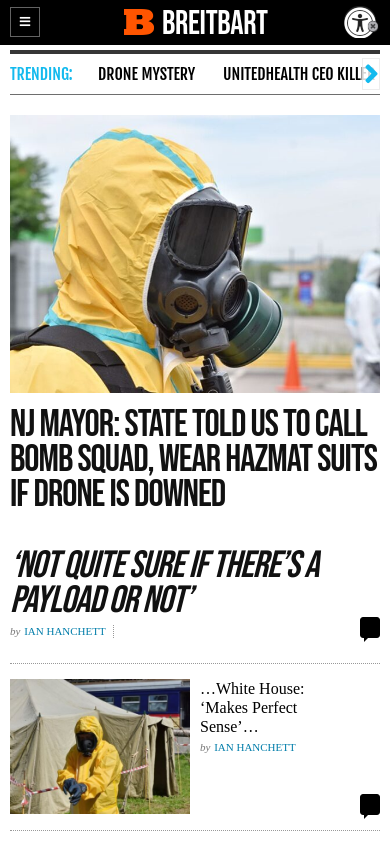 B BREITBART
TRENDING: DRONE MYSTERY UNITEDHEALTH CEO KILL
NJ MAYOR: STATE TOLD US TO CALL
BOMB SQUAD, WEAR HAZMAT SUITS
IF DRONE IS DOWNED
‘NOT QUITE SURE IF THERE’S A
PAYLOAD OR NOT’
by IAN HANCHETT
…White House:
‘Makes Perfect
Sense’…
by IAN HANCHETT